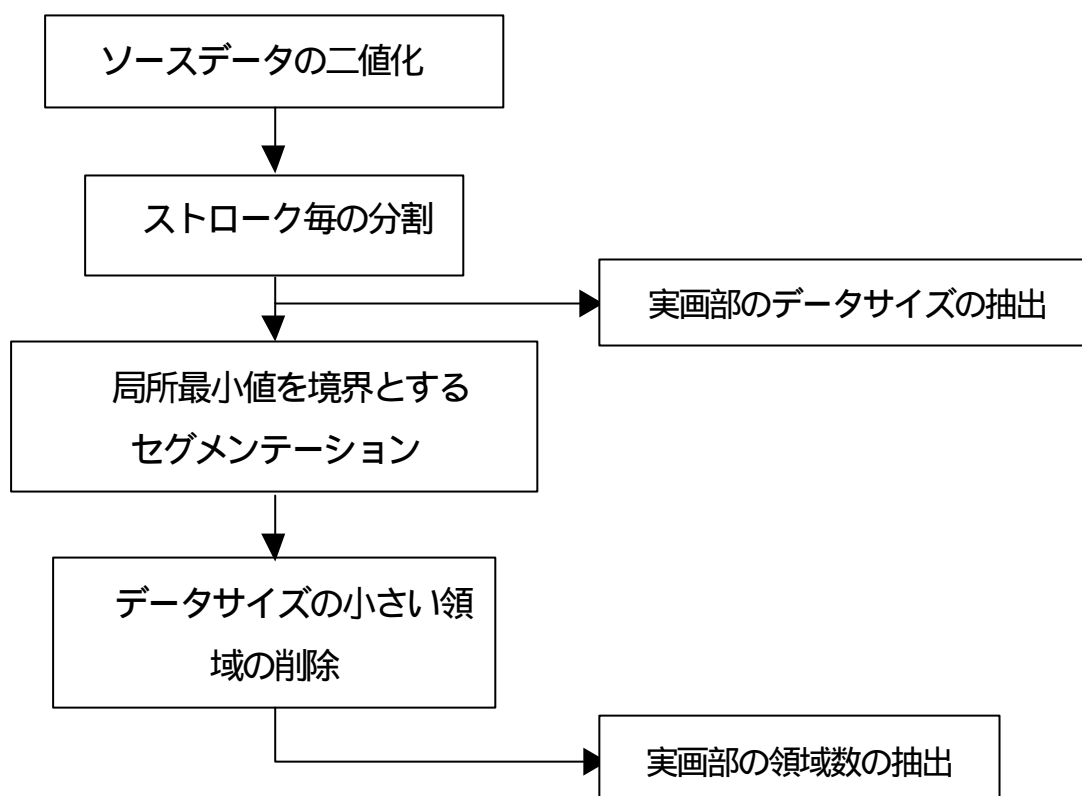 ソースデータの二値化
ストローク毎の分割
実画部のデータサイズの抽出
局所最小値を境界とする
セグメンテーション
データサイズの小さい領
域の削除
実画部の領域数の抽出